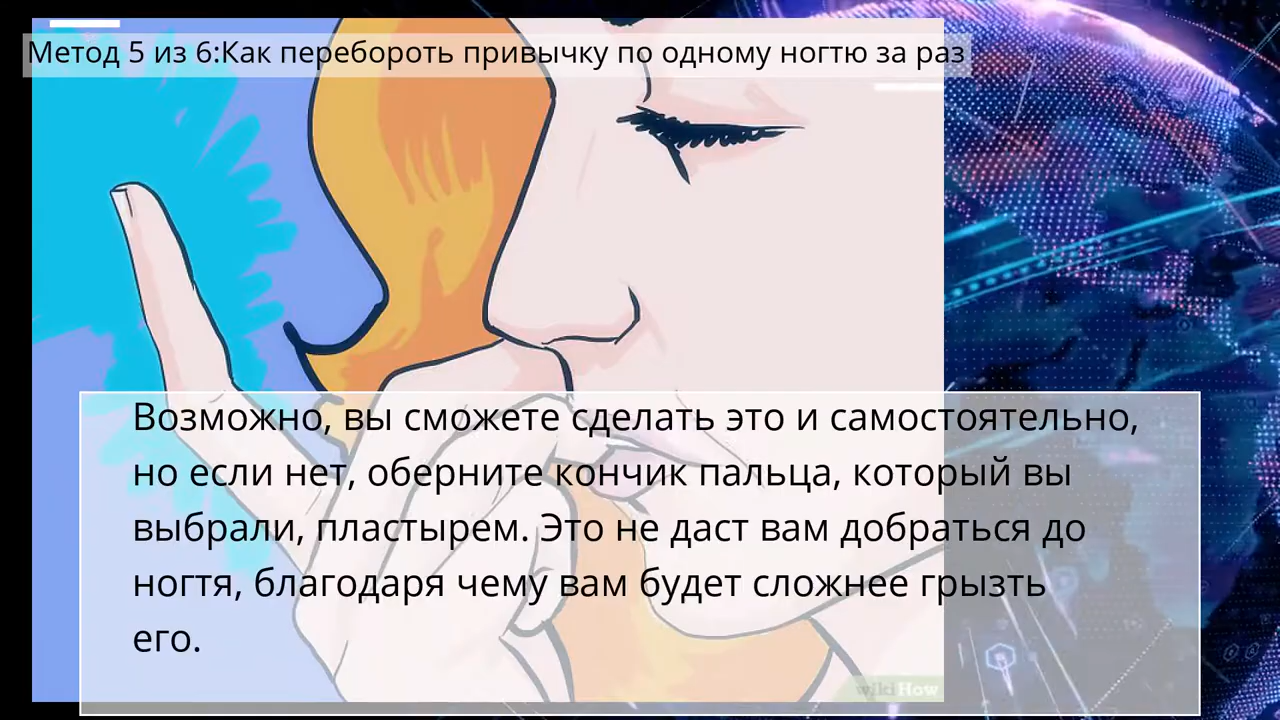 Метод 5 из 6:Как перебороть привычку по одному ногтю за раз
Возможно, вы сможете сделать это и самостоятельно,
но если нет, оберните кончик пальца, который вы
выбрали, пластырем. Это не даст вам добраться до
ногтя, благодаря чему вам будет сложнее грызть
его.
wikiHow